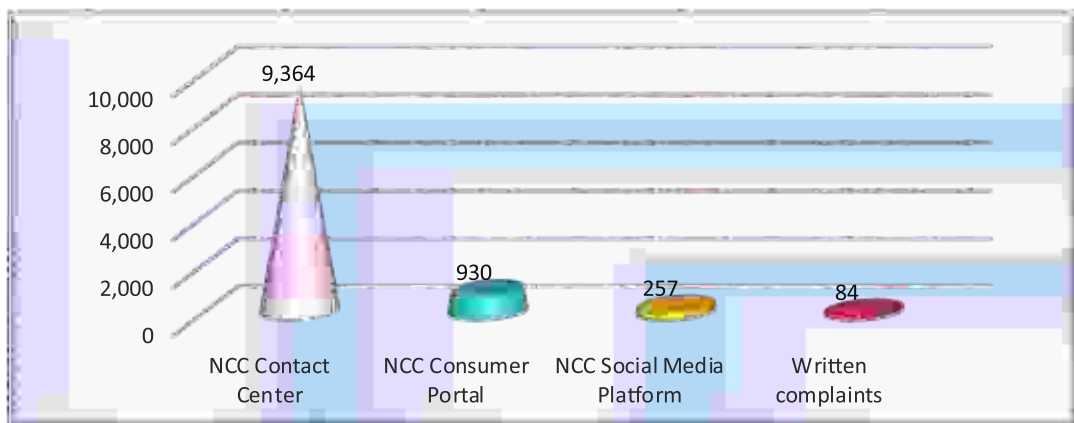 9,364
10,000
8,000
6,000
4,000
2,000
0
930
257
84
NCC Contact Center
NCC Consumer Portal
NCC Social Media Platform
Written complaints